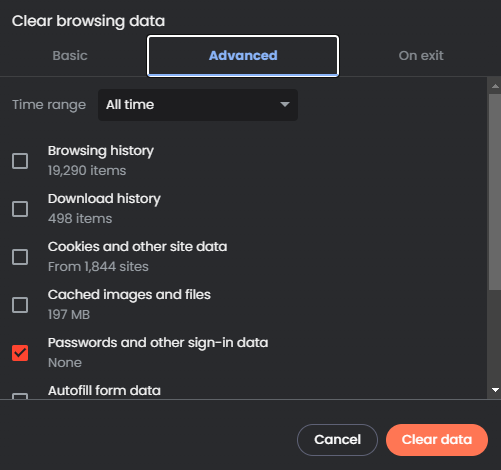 Clear browsing data
Basic Advanced On exit
Time range All time
Browsing history
19,290 items
Download history
498 items
Cookies and other site data
From 1,844 sites
Cached images and files
197 MB
Passwords and other sign-in data
None
Autofill form data
Cancel Clear data